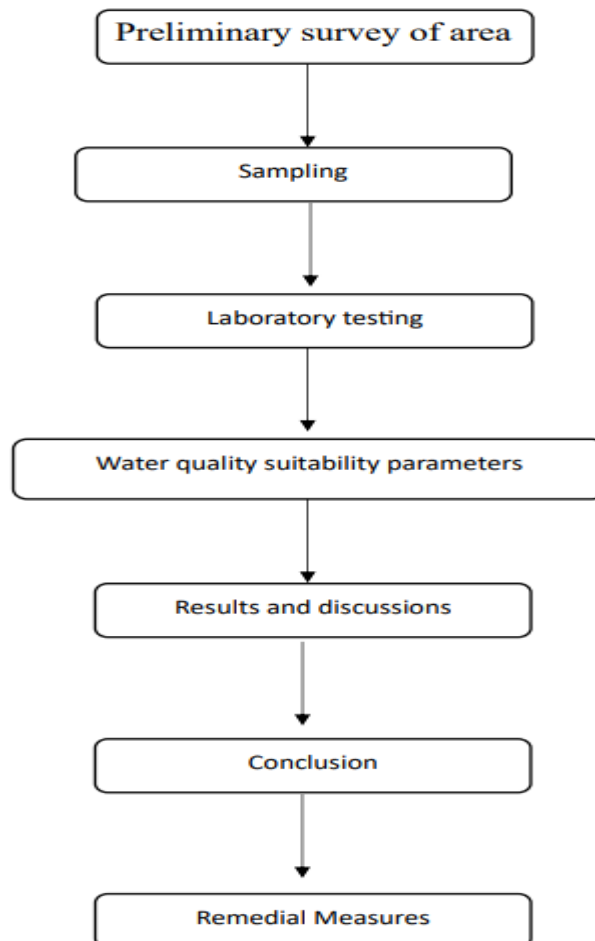 Preliminary survey of area
Sampling
Laboratory testing
Water quality suitability parameters
Results and discussions
Conclusion
Remedial Measures